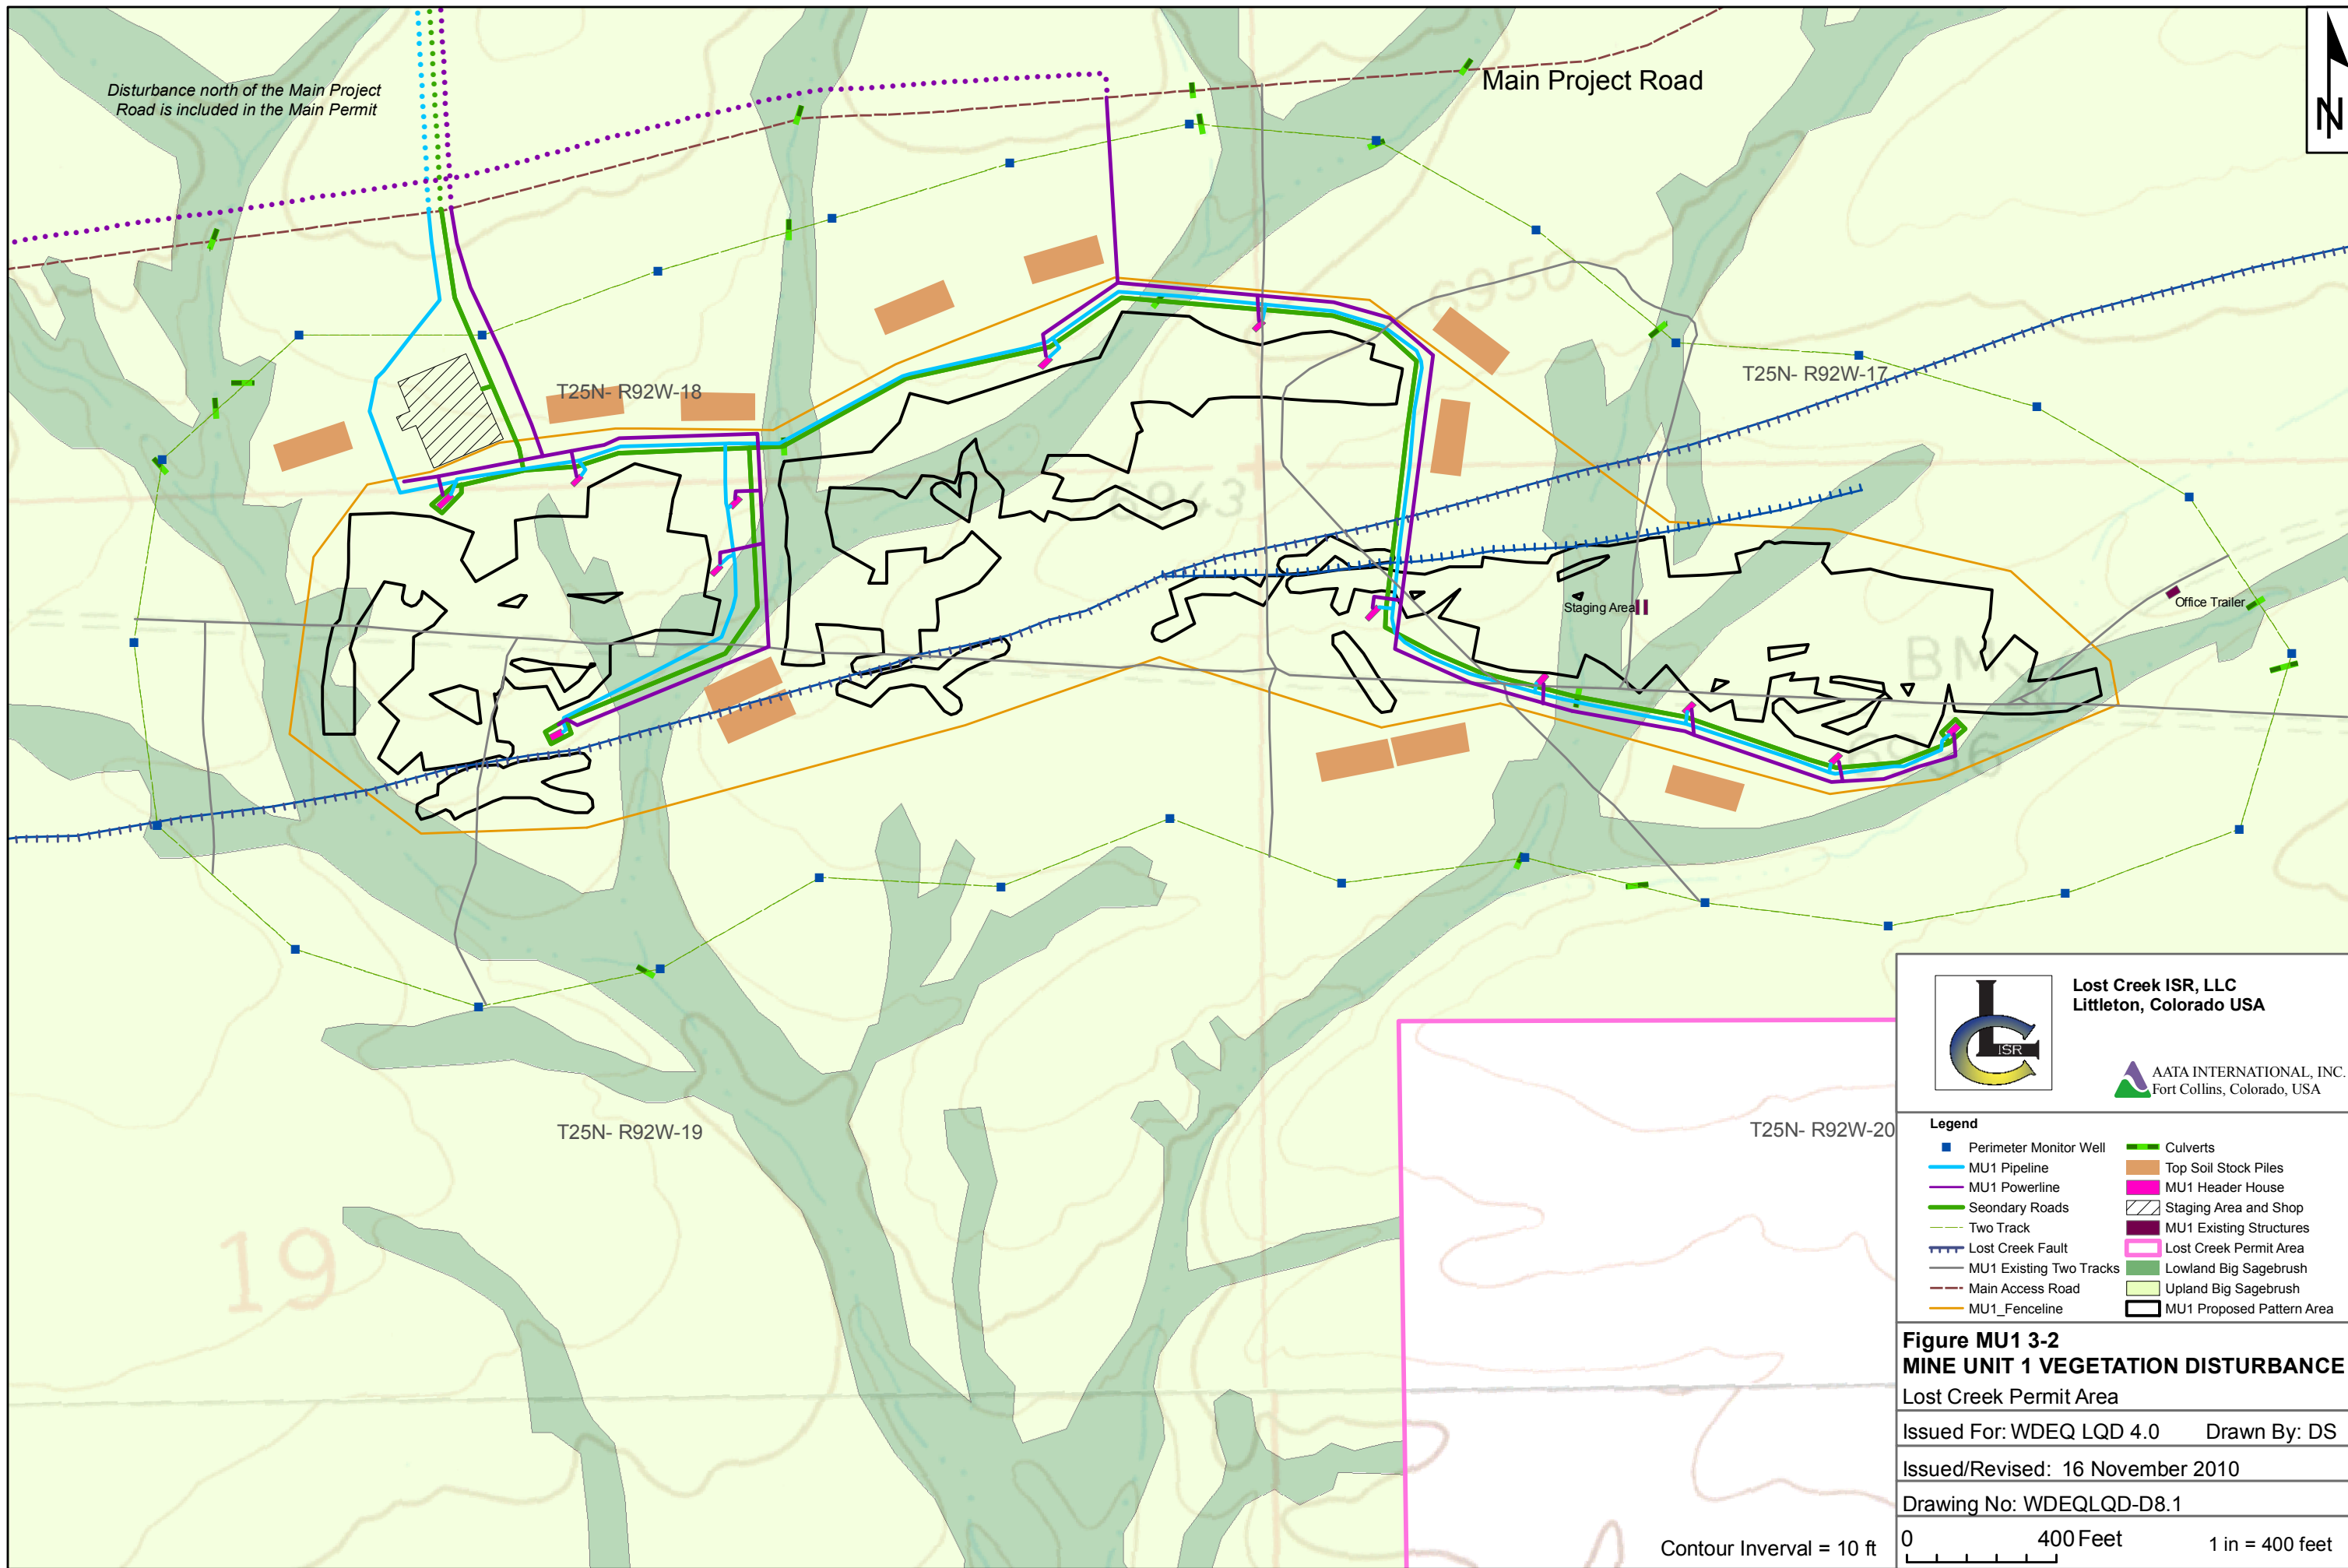 Disturbance north of the Main Project
Road is included in the Main Permit
Main Project Road
N
6950
T25N- R92W-17
T25N- R92W-18
6943
Staging Area
Office Trailer
BM
6936
T25N- R92W-19
T25N- R92W-20
19
Contour Inverval = 10 ft
L
C
ISR
Lost Creek ISR, LLC
Littleton, Colorado USA
AATA INTERNATIONAL, INC.
Fort Collins, Colorado, USA
Legend
Perimeter Monitor Well
MU1 Pipeline
MU1 Powerline
Seondary Roads
Two Track
Lost Creek Fault
MU1 Existing Two Tracks
Main Access Road
MU1_Fenceline
Culverts
Top Soil Stock Piles
MU1 Header House
Staging Area and Shop
MU1 Existing Structures
Lost Creek Permit Area
Lowland Big Sagebrush
Upland Big Sagebrush
MU1 Proposed Pattern Area
Figure MU1 3-2
MINE UNIT 1 VEGETATION DISTURBANCE
Lost Creek Permit Area
Issued For: WDEQ LQD 4.0 Drawn By: DS
Issued/Revised: 16 November 2010
Drawing No: WDEQLQD-D8.1
0 400 Feet 1 in = 400 feet